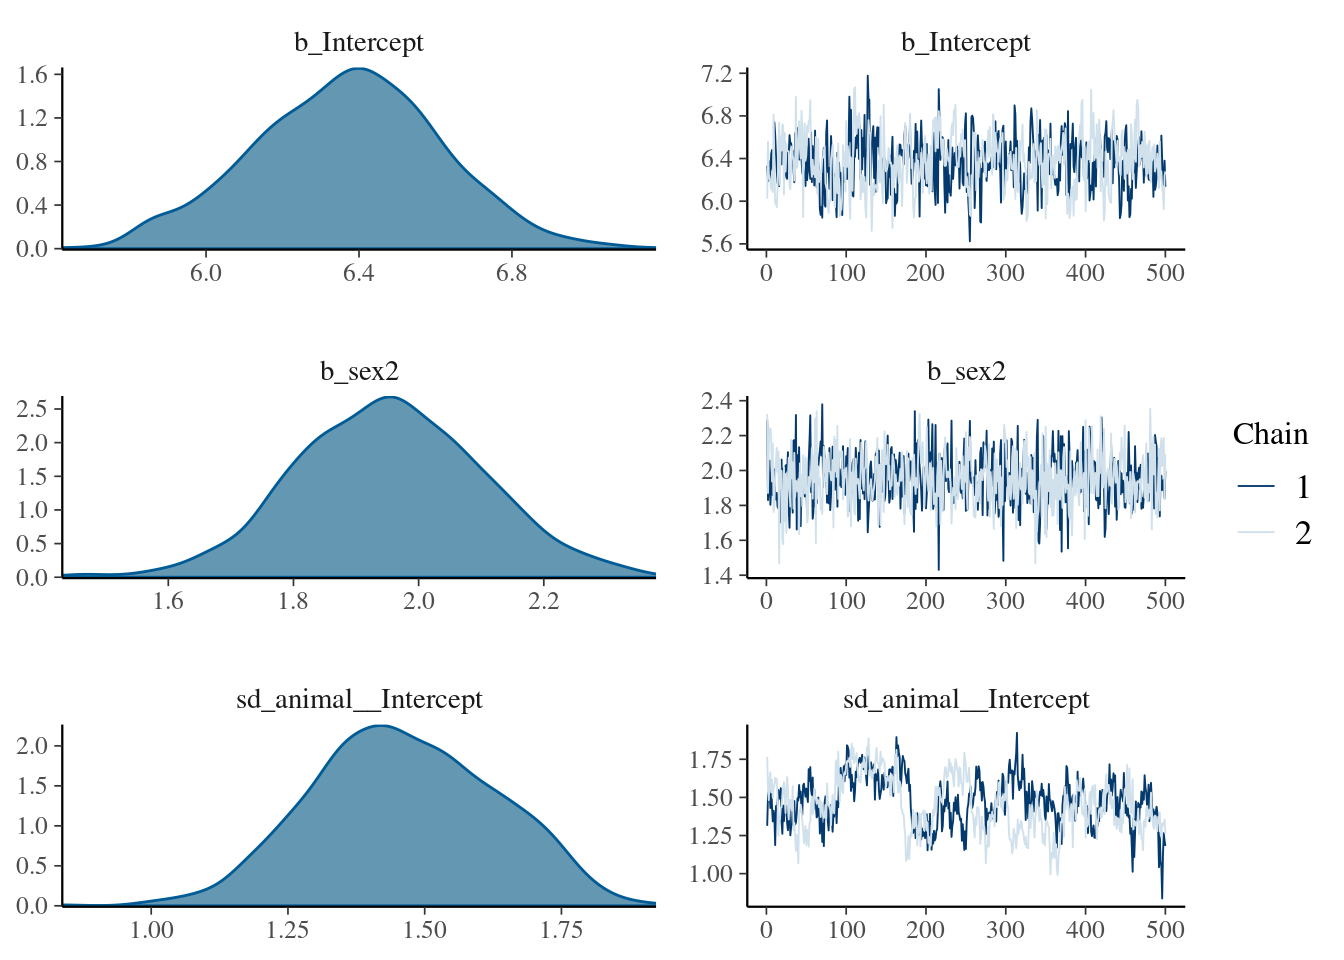 b_Intercept
1.6
1.2
0.8
0.4
0.0
6.0 6.4 6.8
b_Intercept
7.2
6.8
6.4
6.0
5.6
0 100 200 300 400 500
b_sex2
2.5
2.0
1.5
1.0
0.5
0.0
1.6 1.8 2.0 2.2
b_sex2
2.4
2.2
2.0
1.8
1.6
1.4
0 100 200 300 400 500
sd_animal__Intercept
2.0
1.5
1.0
0.5
0.0
1.00 1.25 1.50 1.75
sd_animal__Intercept
1.75
1.50
1.25
1.00
0 100 200 300 400 500
Chain
1
2